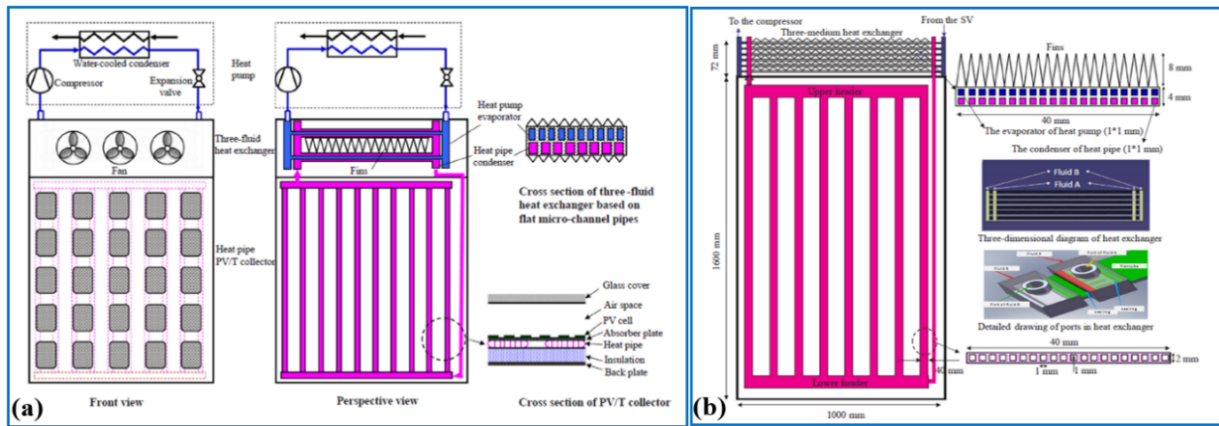 Water-cooled condenser
Compressor
Expansion
valve
Heat
pump
Three-fluid
heat exchanger
Fan
Fins
Heat pump
evaporator
Heat pipe
condenser
Cross section of three-fluid
heat exchanger based on
flat micro-channel pipes
Heat pipe
PV/T collector
Glass cover
Air space
PV cell
Absorber plate
Heat pipe
Insulation
Back plate
(a)
Front view
Perspective view
Cross section of PV/T collector
To the compressor
From the SV
Three-medium heat exchanger
72 mm
Fins
8 mm
4 mm
40 mm
The evaporator of heat pump (1*1 mm)
The condenser of heat pipe (1*1 mm)
Upper header
Fluid B
Fluid A
Three-dimensional diagram of heat exchanger
1600 mm
Detailed drawing of ports in heat exchanger
40 mm
2 mm
1 mm
1 mm
Lower header
40 mm
1000 mm
(b)